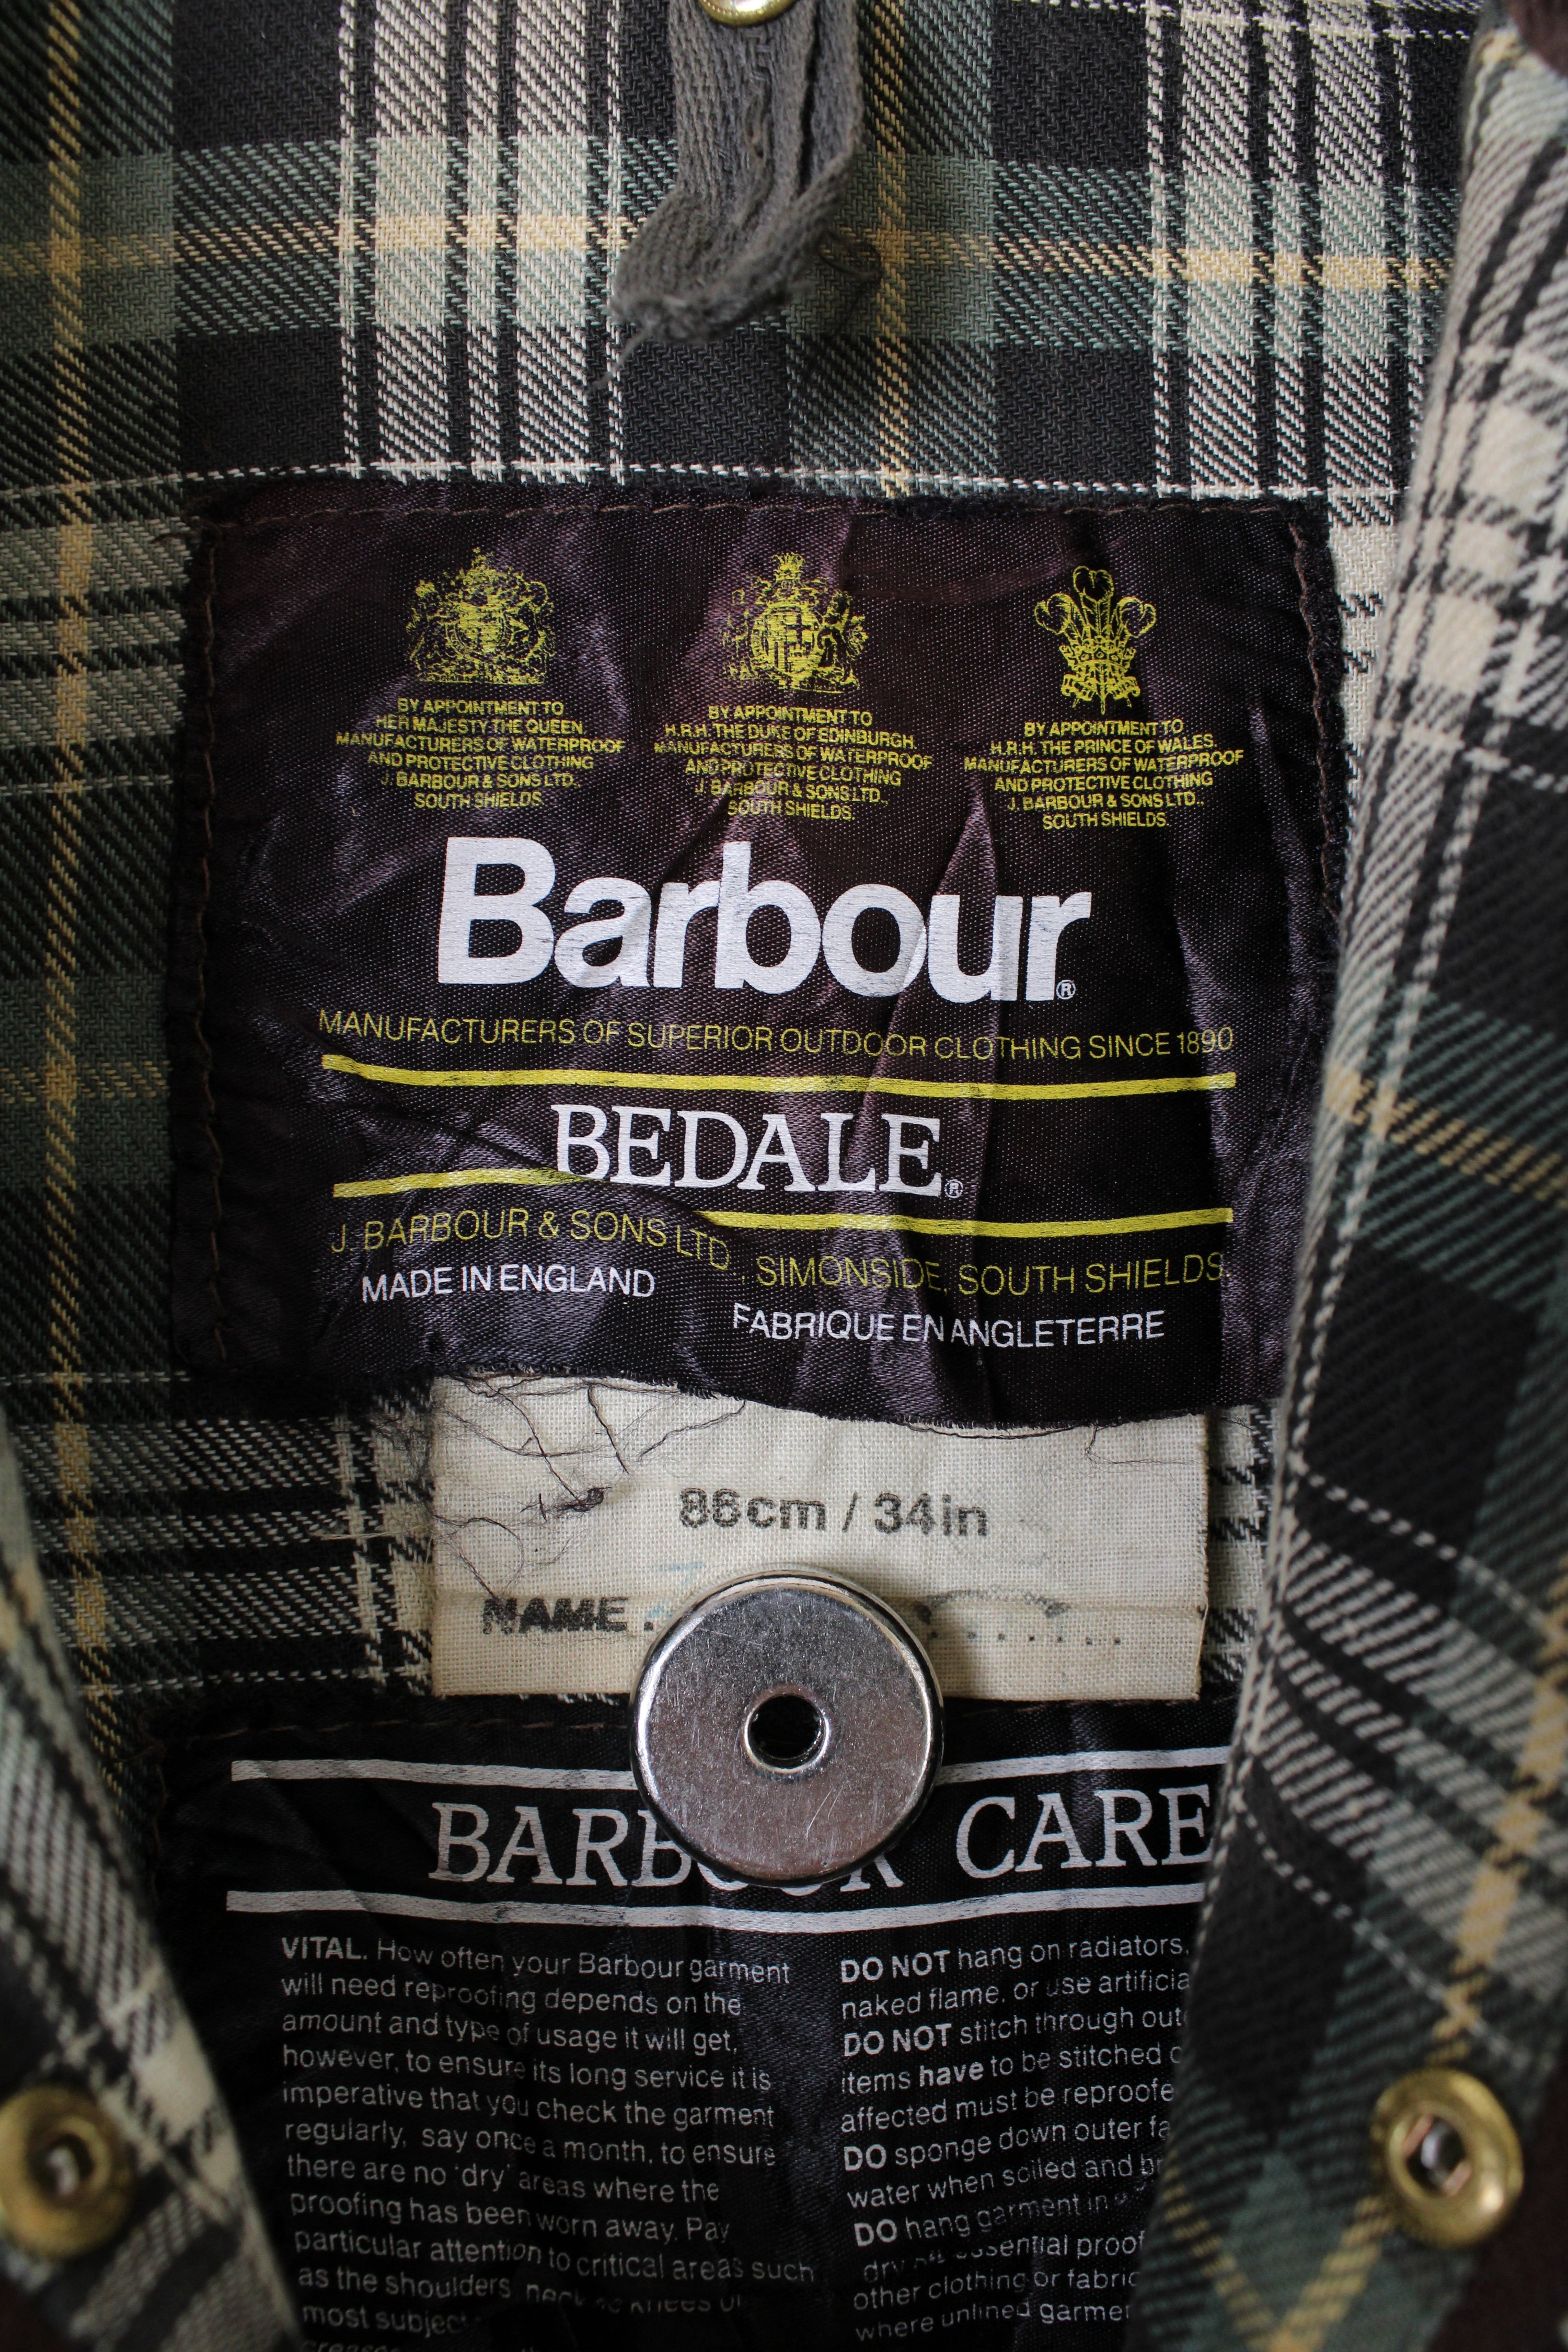 BY APPOINTMENT TO
HER MAJESTY THE QUEEN
MANUFACTURERS OF WATERPROOF
AND PROTECTIVE CLOTHING
J. BARBOUR & SONS LTD.,
SOUTH SHIELDS.
BY APPOINTMENT TO
H.R.H. THE DUKE OF EDINBURGH.
MANUFACTURERS OF WATERPROOF
AND PROTECTIVE CLOTHING
J. BARBOUR & SONS LTD.,
SOUTH SHIELDS.
BY APPOINTMENT TO
H.R.H. THE PRINCE OF WALES.
MANUFACTURERS OF WATERPROOF
AND PROTECTIVE CLOTHING
J. BARBOUR & SONS LTD..
SOUTH SHIELDS.
Barbour®
MANUFACTURERS OF SUPERIOR OUTDOOR CLOTHING SINCE 1890
BEDALE®
J. BARBOUR & SONS LTD., SIMONSIDE, SOUTH SHIELDS.
MADE IN ENGLAND
FABRIQUE EN ANGLETERRE
86cm / 34in
NAME
BARBOUR CARE
VITAL. How often your Barbour garment
will need reproofing depends on the
amount and type of usage it will get,
however, to ensure its long service it is
imperative that you check the garment
regularly, say once a month, to ensure
there are no 'dry' areas where the
proofing has been worn away. Pay
particular attention to critical areas such
as the shoulders, neck
most subject
DO NOT hang on radiators,
naked flame, or use artificia
DO NOT stitch through out
items have to be stitched
affected must be reproofe
DO sponge down outer fa
water when soiled and br
DO hang garment in
dry essential proof
other clothing or fabric
where unlined garmen